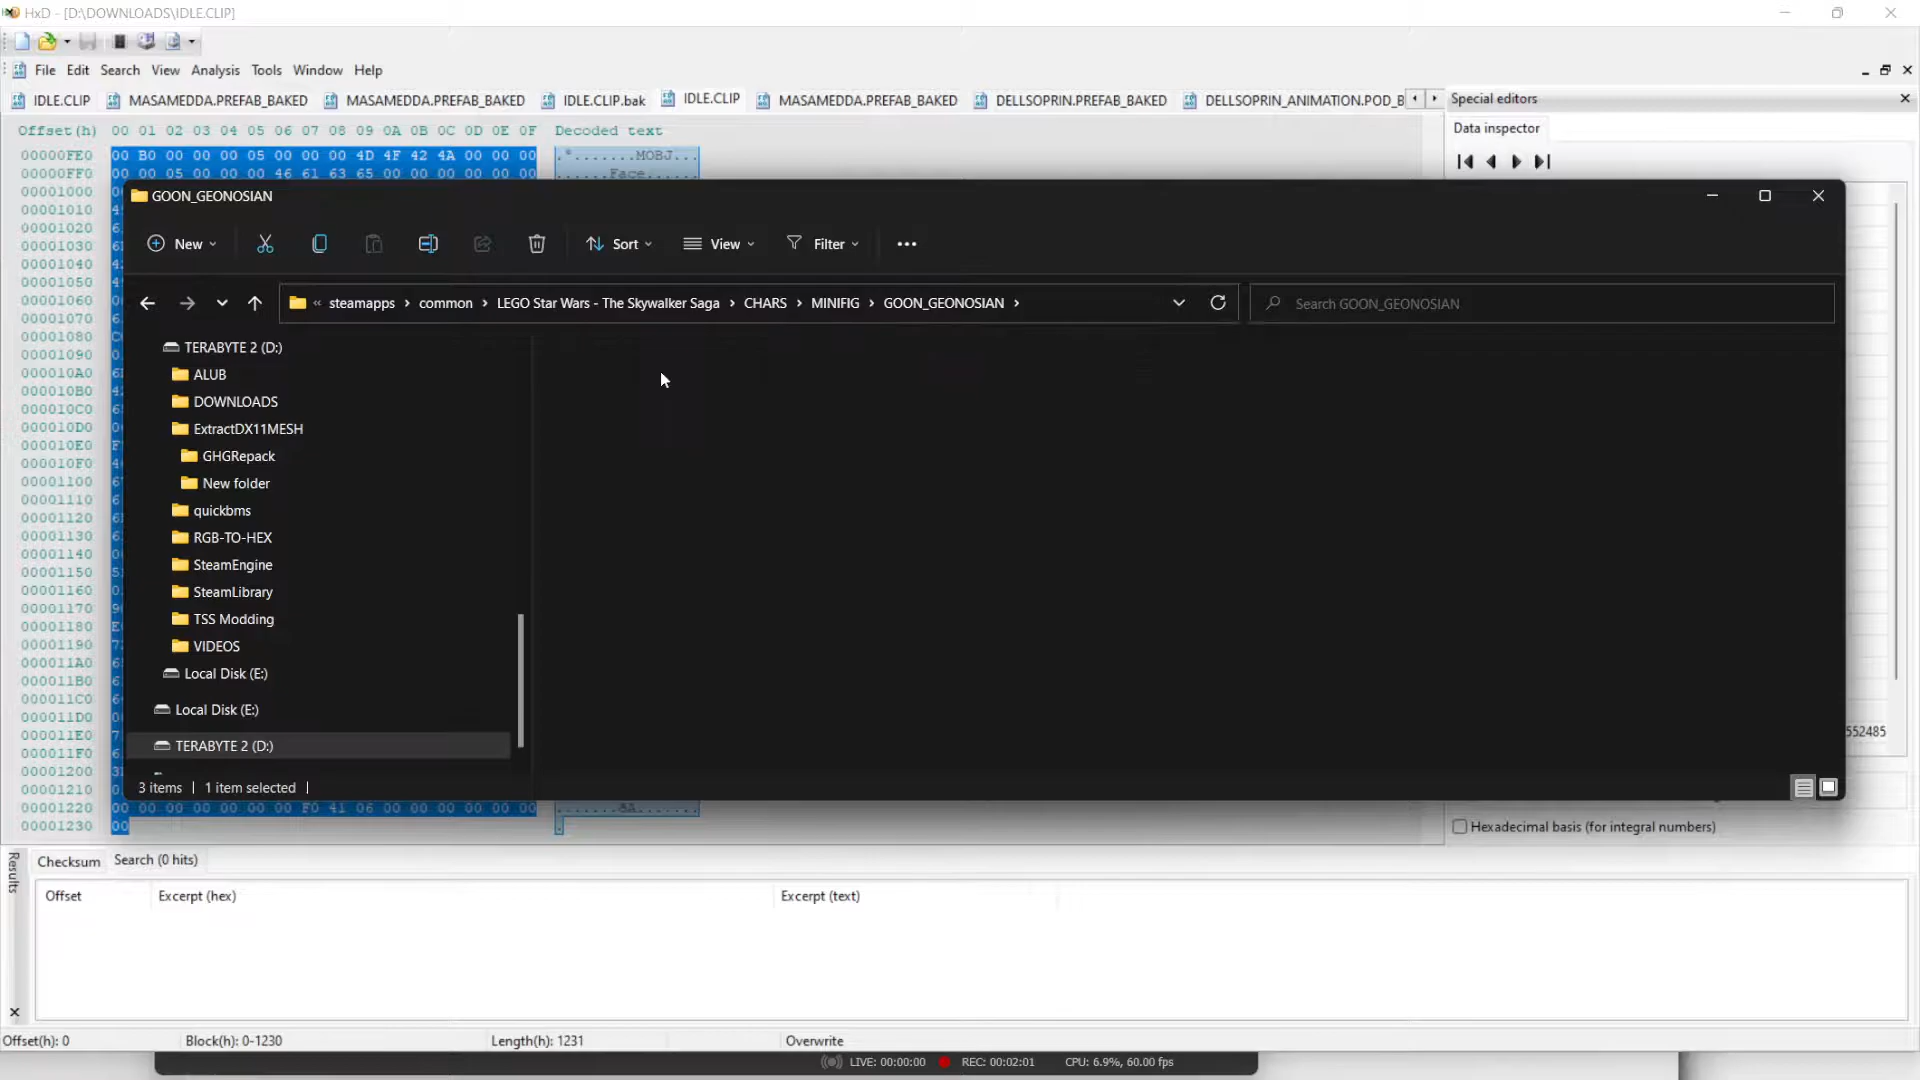 HxD - [D:\DOWNLOADS\IDLE.CLIP]
File Edit Search View Analysis Tools Window Help
IDLE.CLIP MASAMEDDA.PREFAB_BAKED MASAMEDDA.PREFAB_BAKED IDLE.CLIP.bak IDLE.CLIP MASAMEDDA.PREFAB_BAKED DELLSOPRIN.PREFAB_BAKED DELLSOPRIN_ANIMATION.POD_B Special editors
Data inspector
Offset(h) 00 01 02 03 04 05 06 07 08 09 0A 0B 0C 0D 0E 0F Decoded text
00000FE0 00 B0 00 00 00 05 00 00 00 4D 4F 42 4A 00 00 00 .°.......MOBJ...
00000FF0 00 00 05 00 00 00 46 61 63 65 00 00 00 00 00 00 ......Face......
00001000
00001010
00001020
00001030
00001040
00001050
00001060
00001070
00001080
00001090
000010A0
000010B0
000010C0
000010D0
000010E0
000010F0
00001100
00001110
00001120
00001130
00001140
00001150
00001160
00001170
00001180
00001190
000011A0
000011B0
000011C0
000011D0
000011E0
000011F0
00001200
00001210
00001220 00 00 00 00 00 00 00 F0 41 06 00 00 00 00 00 00
00001230 00
GOON_GEONOSIAN
New Sort View Filter
« steamapps › common › LEGO Star Wars - The Skywalker Saga › CHARS › MINIFIG › GOON_GEONOSIAN ›
Search GOON_GEONOSIAN
TERABYTE 2 (D:)
ALUB
DOWNLOADS
ExtractDX11MESH
GHGRepack
New folder
quickbms
RGB-TO-HEX
SteamEngine
SteamLibrary
TSS Modding
VIDEOS
Local Disk (E:)
Local Disk (E:)
TERABYTE 2 (D:)
3 items 1 item selected
552485
Hexadecimal basis (for integral numbers)
Results
Checksum Search (0 hits)
Offset Excerpt (hex) Excerpt (text)
Offset(h): 0 Block(h): 0-1230 Length(h): 1231 Overwrite
LIVE: 00:00:00 REC: 00:02:01 CPU: 6.9%, 60.00 fps